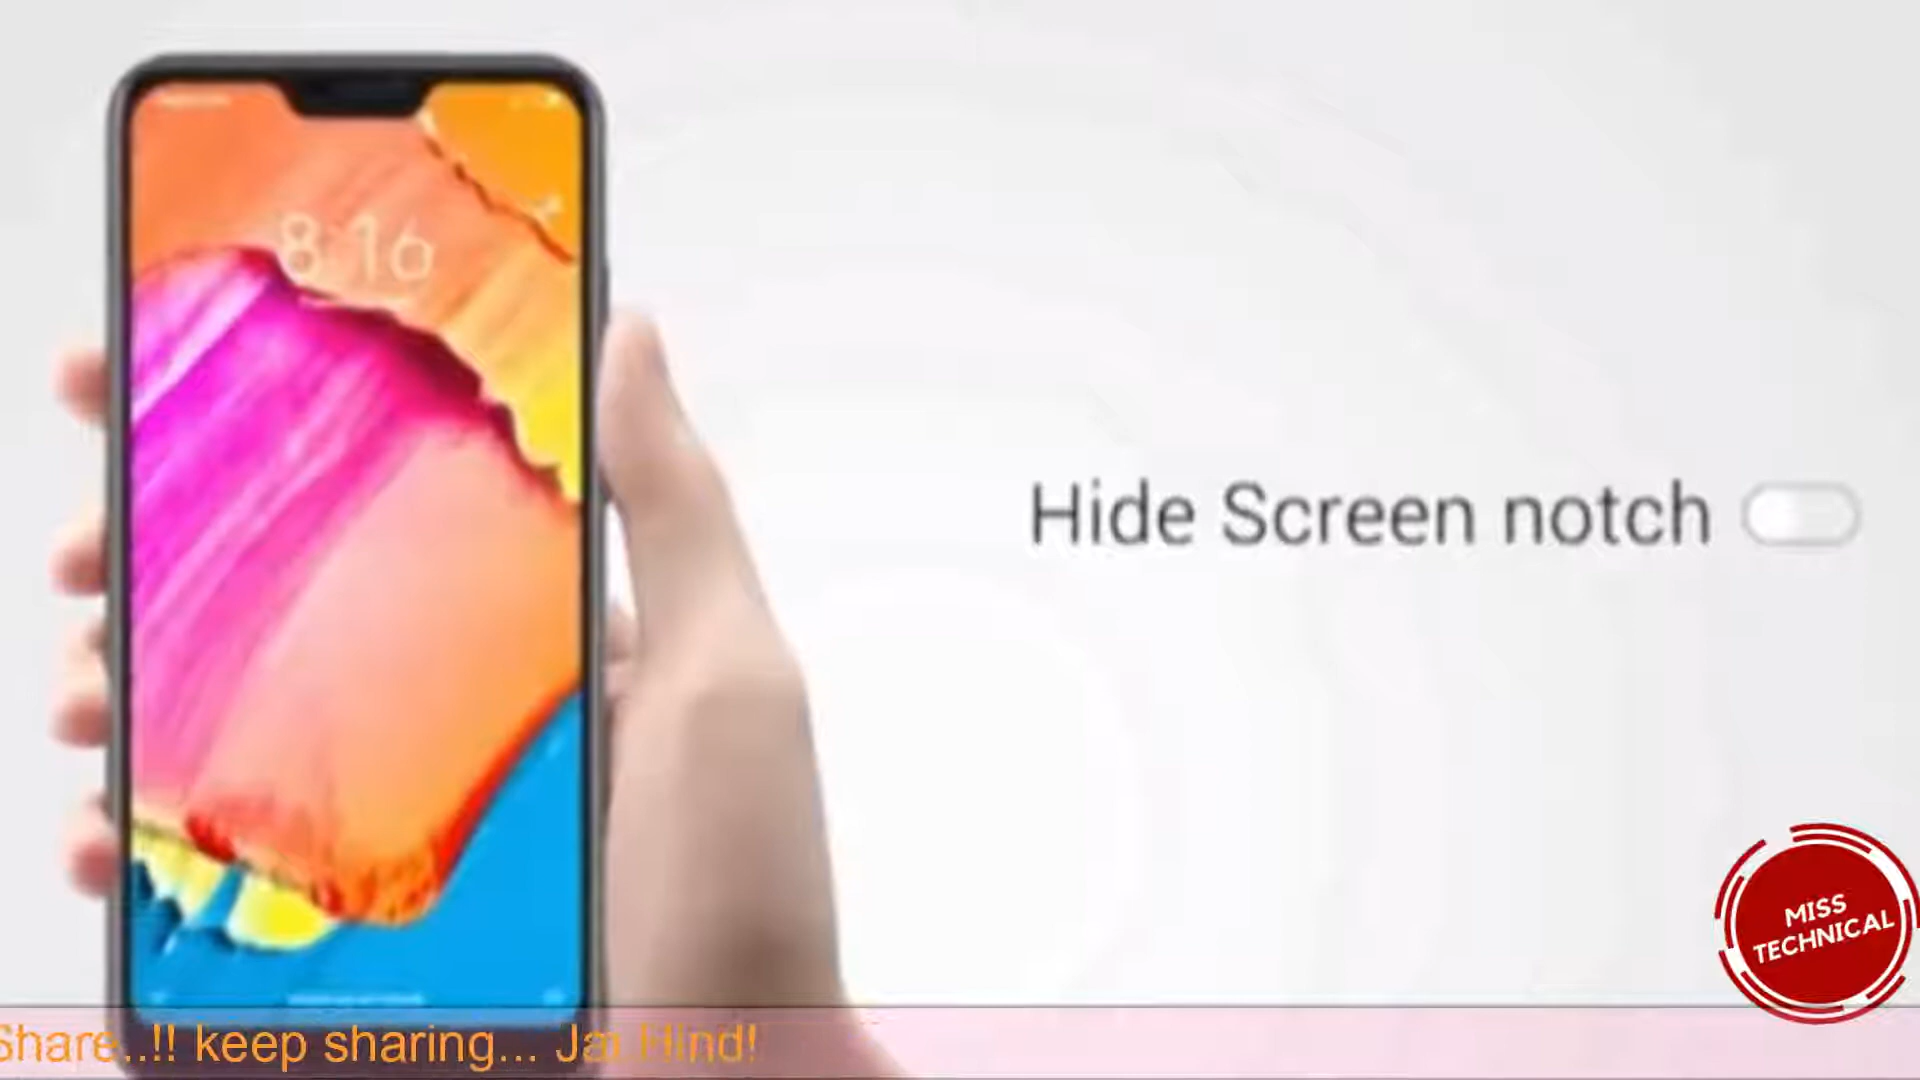 8:16
Hide Screen notch
MISS
TECHNICAL
Share..!! keep sharing... Jai Hind!